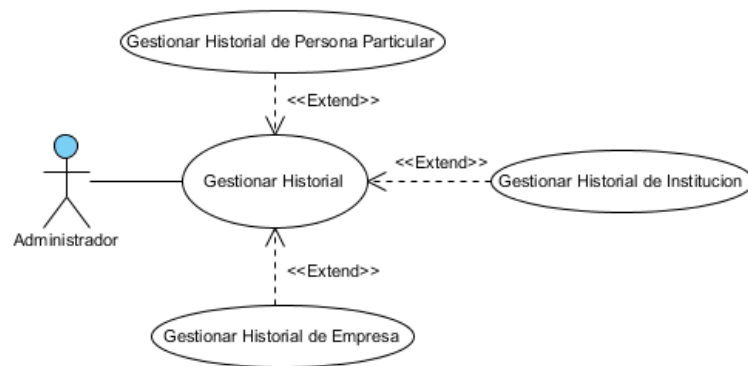 Gestionar Historial de Persona Particular
<<Extend>>
<<Extend>>
Gestionar Historial
Gestionar Historial de Institucion
Administrador
<<Extend>>
Gestionar Historial de Empresa